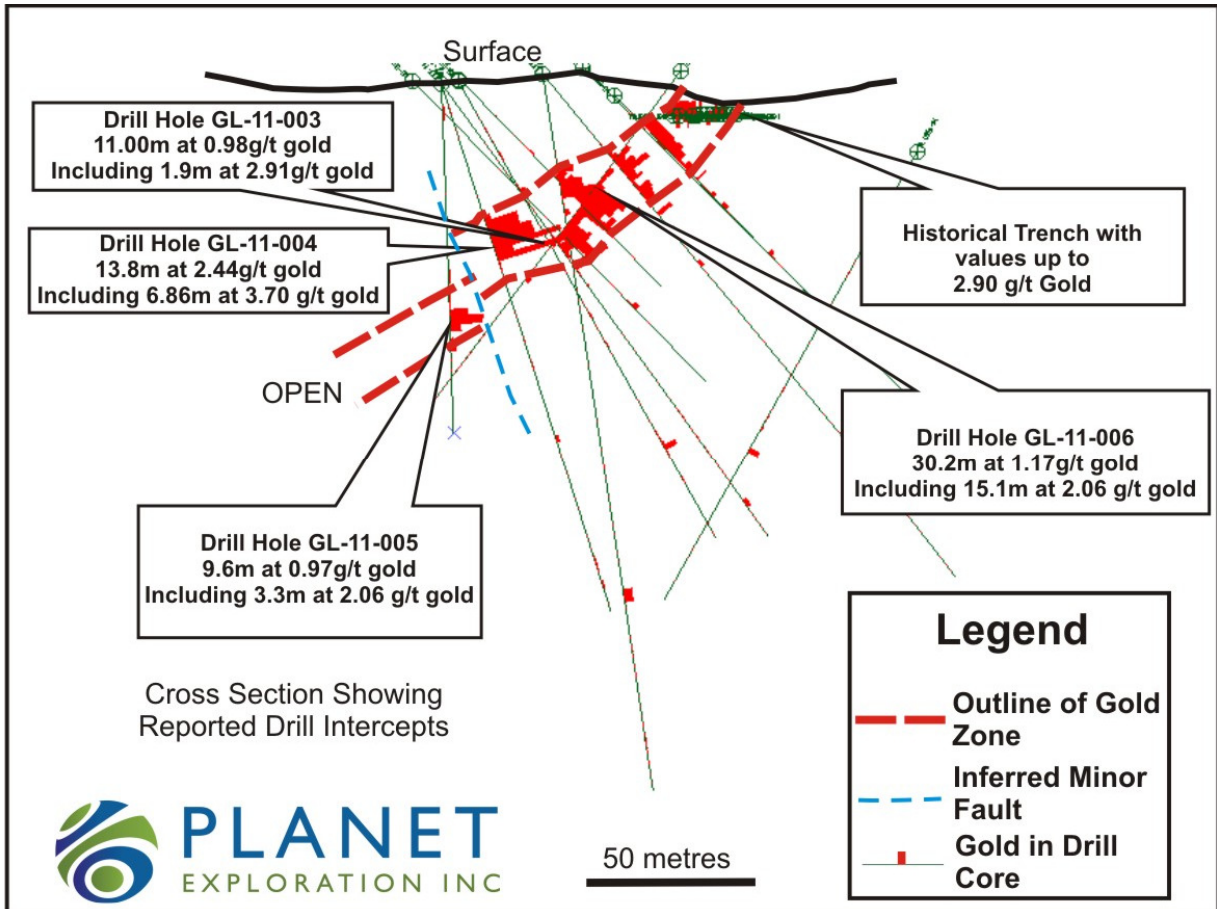 Surface
Drill Hole GL-11-003
11.00m at 0.98g/t gold
Including 1.9m at 2.91g/t gold
Drill Hole GL-11-004
13.8m at 2.44g/t gold
Including 6.86m at 3.70 g/t gold
Historical Trench with
values up to
2.90 g/t Gold
OPEN
Drill Hole GL-11-006
30.2m at 1.17g/t gold
Including 15.1m at 2.06 g/t gold
Drill Hole GL-11-005
9.6m at 0.97g/t gold
Including 3.3m at 2.06 g/t gold
Cross Section Showing
Reported Drill Intercepts
Legend
Outline of Gold
Zone
Inferred Minor
Fault
Gold in Drill
Core
PLANET
EXPLORATION INC
50 metres